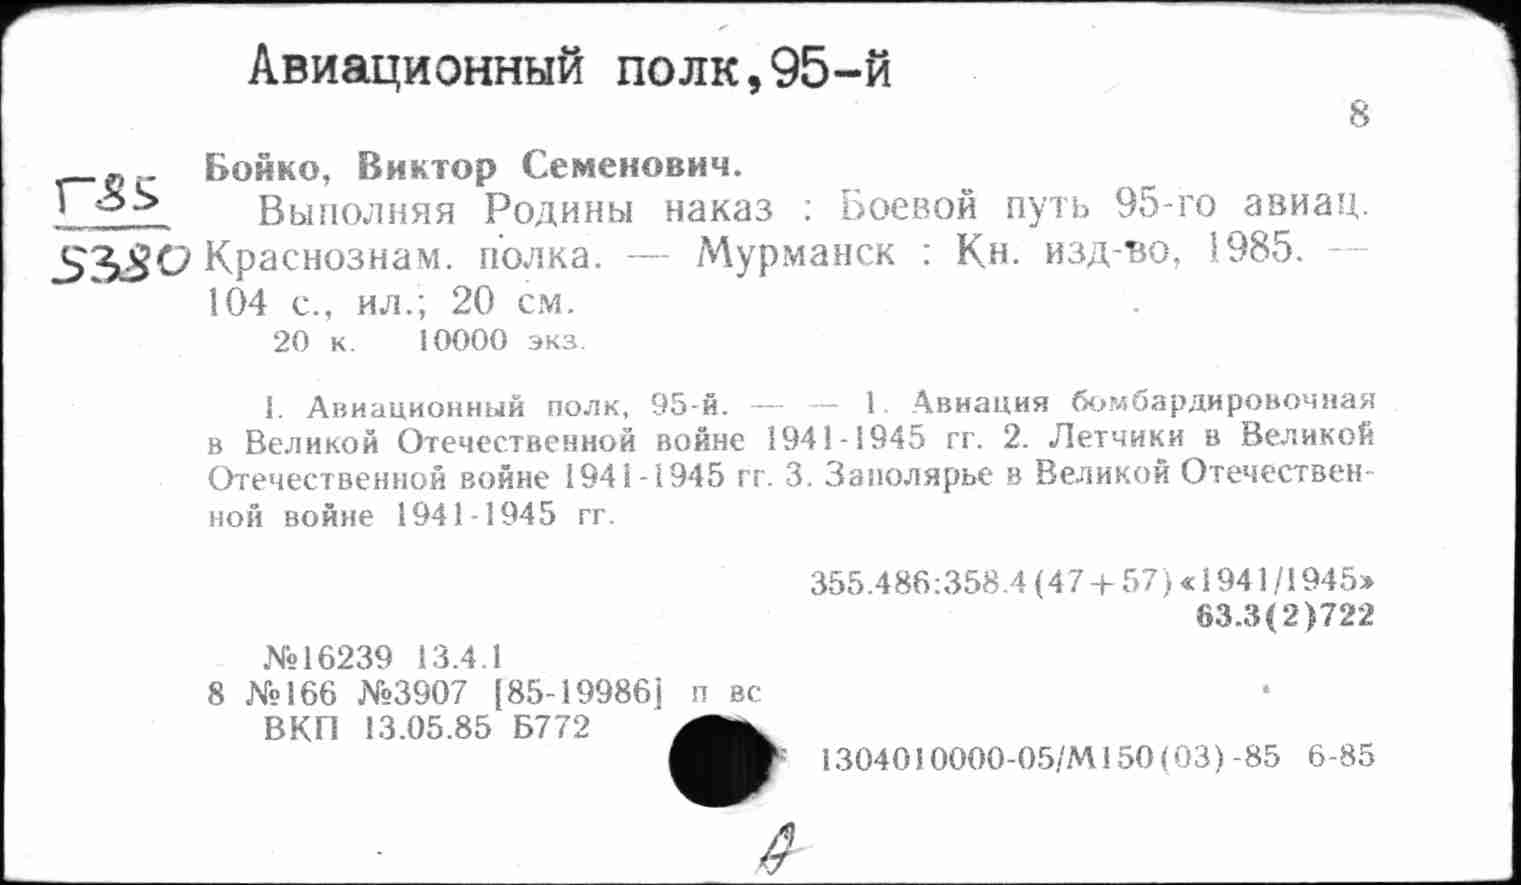 Авиационный полк,95-й
8
Г85
5380
Бойко, Виктор Семенович.
Выполняя Родины наказ : Боевой путь 95-го авиац.
Краснознам. полка. — Мурманск : Кн. изд-во, 1985. —
104 с., ил.; 20 см.
20 к. 10000 экз.
1. Авиационный полк, 95-й. — — 1. Авиация бомбардировочная
в Великой Отечественной войне 1941-1945 гг. 2. Летчики в Великой
Отечественной войне 1941-1945 гг. 3. Заполярье в Великой Отечествен-
ной войне 1941-1945 гг.
355.486:358.4(47+57)«1941/1945»
63.3(2)722
№16239 13.4.1
8 №166 №3907 [85-19986] п вс
ВКП 13.05.85 Б772
1304010000-05/М150(03)-85 6-85
А